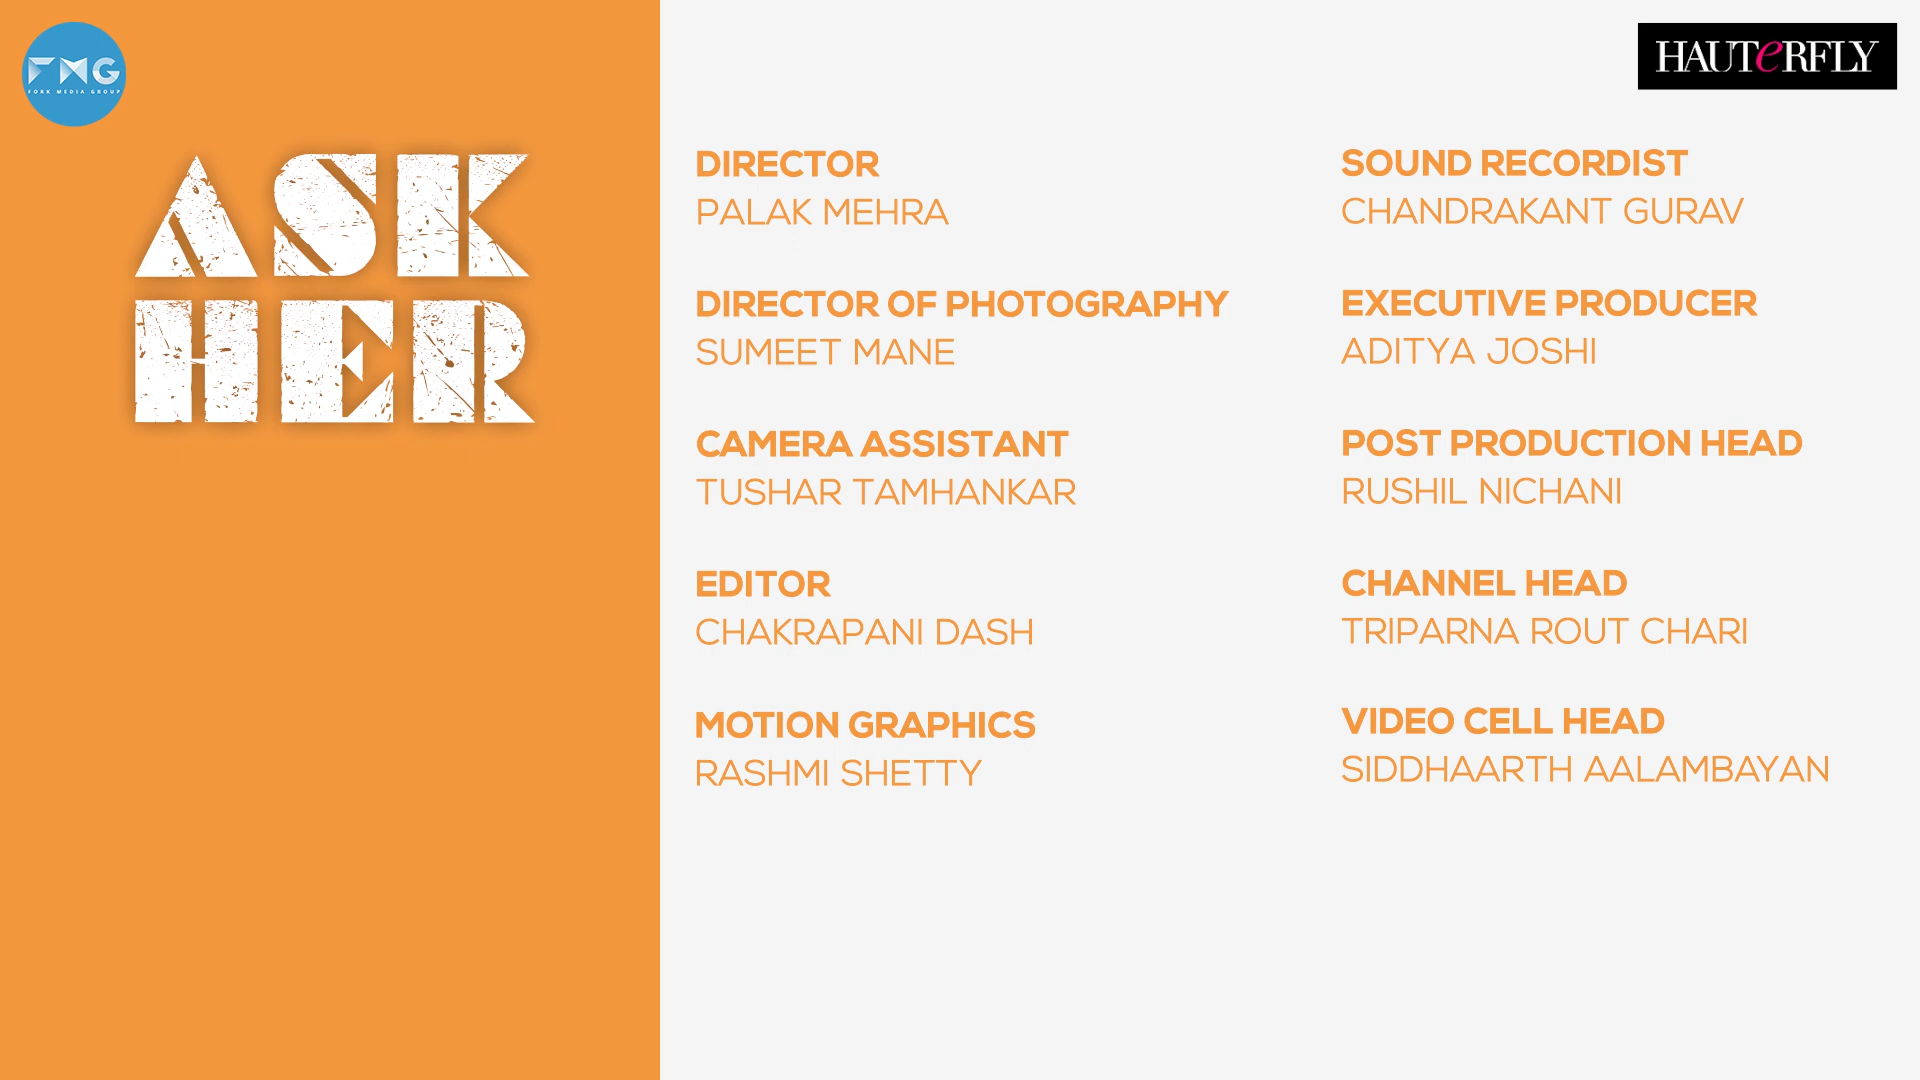 FMG
FORK MEDIA GROUP
HAUTeRFLY
ASK
HER
DIRECTOR
PALAK MEHRA
DIRECTOR OF PHOTOGRAPHY
SUMEET MANE
CAMERA ASSISTANT
TUSHAR TAMHANKAR
EDITOR
CHAKRAPANI DASH
MOTION GRAPHICS
RASHMI SHETTY
SOUND RECORDIST
CHANDRAKANT GURAV
EXECUTIVE PRODUCER
ADITYA JOSHI
POST PRODUCTION HEAD
RUSHIL NICHANI
CHANNEL HEAD
TRIPARNA ROUT CHARI
VIDEO CELL HEAD
SIDDHAARTH AALAMBAYAN